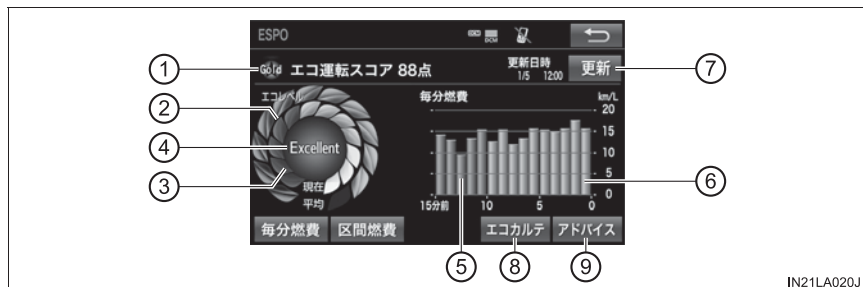 ESPO
DCM
① Gold エコ運転スコア 88点 更新日時 1/5 12:00 更新 ⑦
② エコレベル 毎分燃費 km/L
20
④ Excellent 15
10
③ 現在 5 ⑥
平均 0
15分前 10 5 0
毎分燃費 区間燃費 エコカルテ アドバイス
⑤ ⑧ ⑨
IN21LA020J